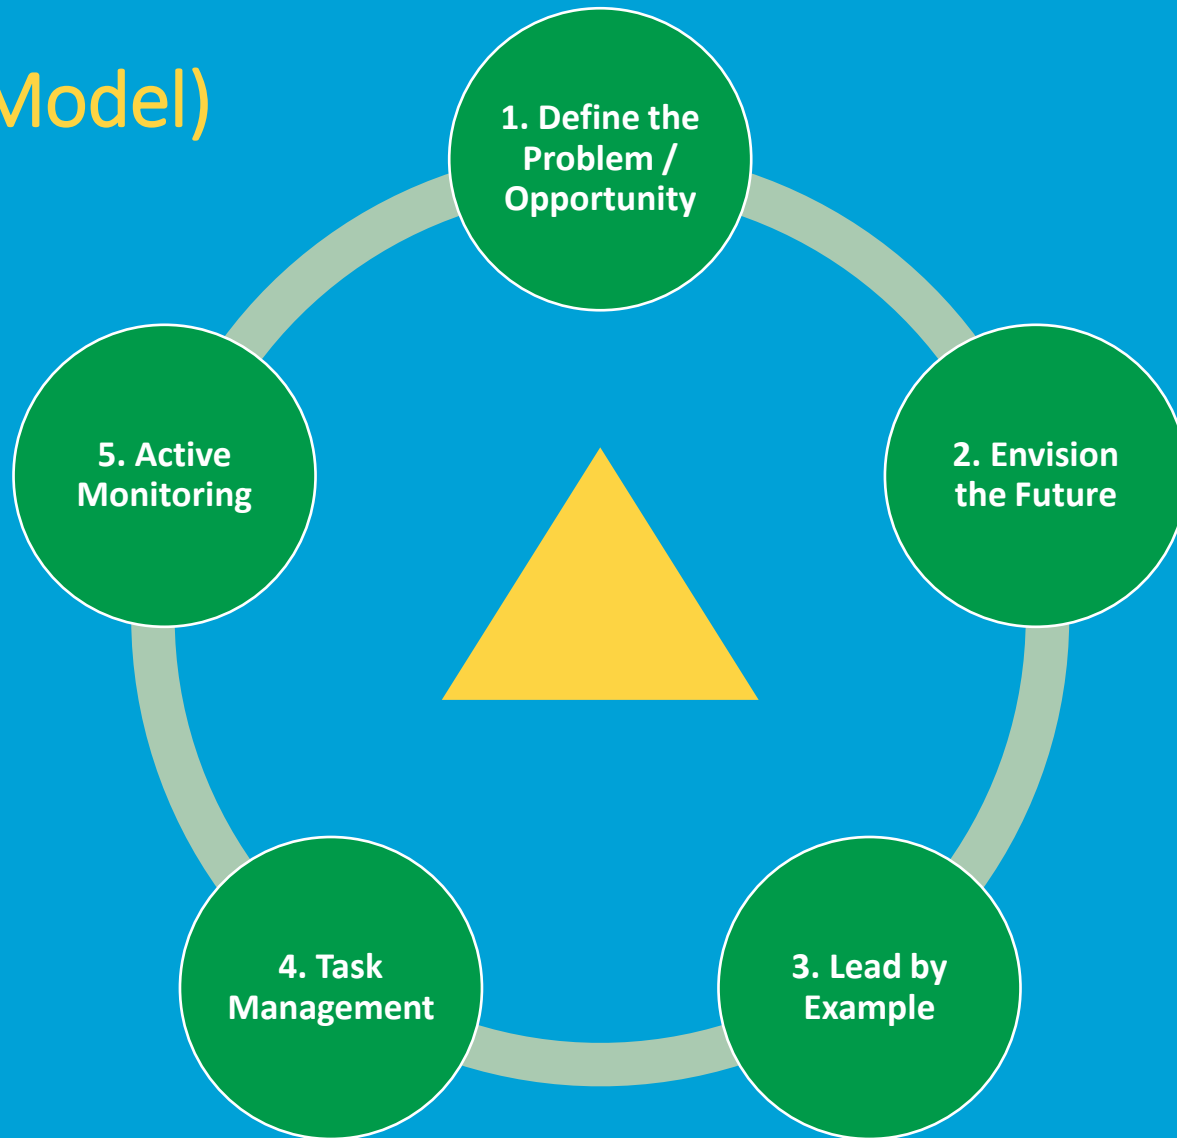 Model)
1. Define the
Problem /
Opportunity
2. Envision
the Future
3. Lead by
Example
4. Task
Management
5. Active
Monitoring